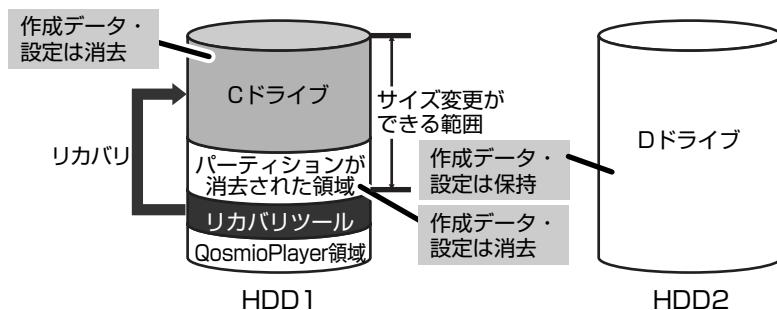 作成データ・
設定は消去
Cドライブ
サイズ変更が
できる範囲
リカバリ
パーティションが
消去された領域
リカバリツール
QosmioPlayer領域
HDD1
作成データ・
設定は保持
作成データ・
設定は消去
Dドライブ
HDD2